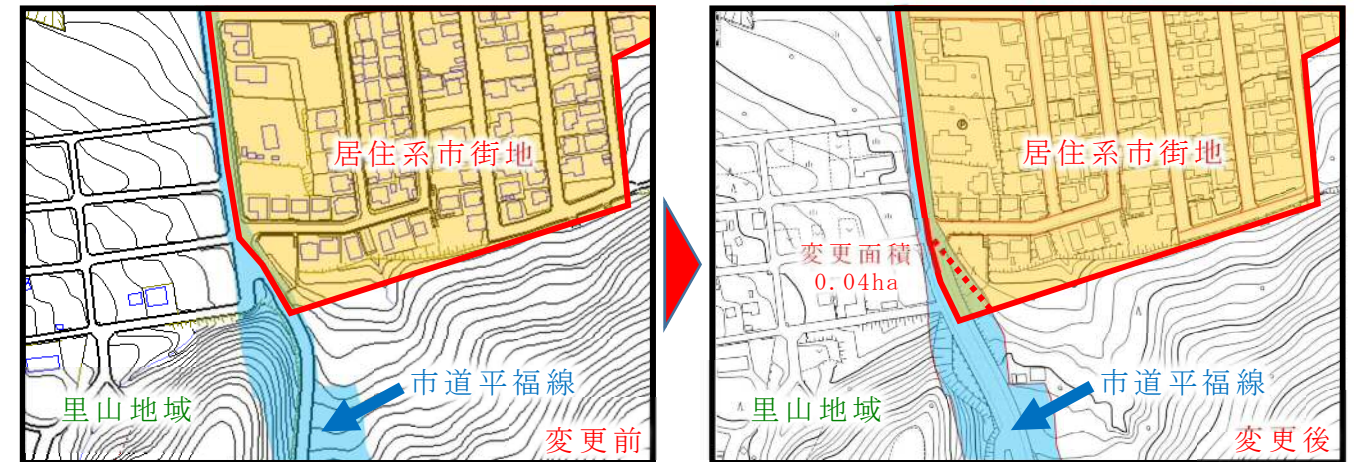 居住系市街地
市道平福線
里山地域
変更前
居住系市街地
変更面積
0.04ha
市道平福線
里山地域
変更後